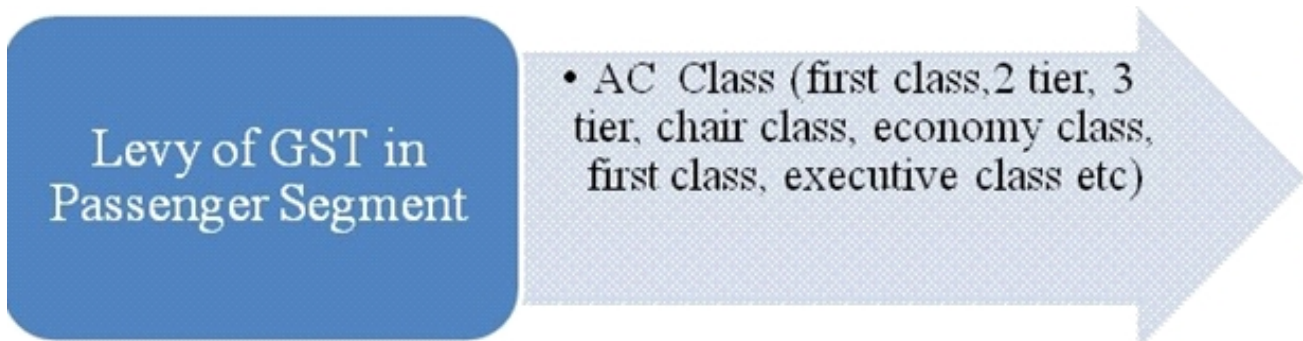 Levy of GST in
Passenger Segment
• AC Class (first class,2 tier, 3
tier, chair class, economy class,
first class, executive class etc)